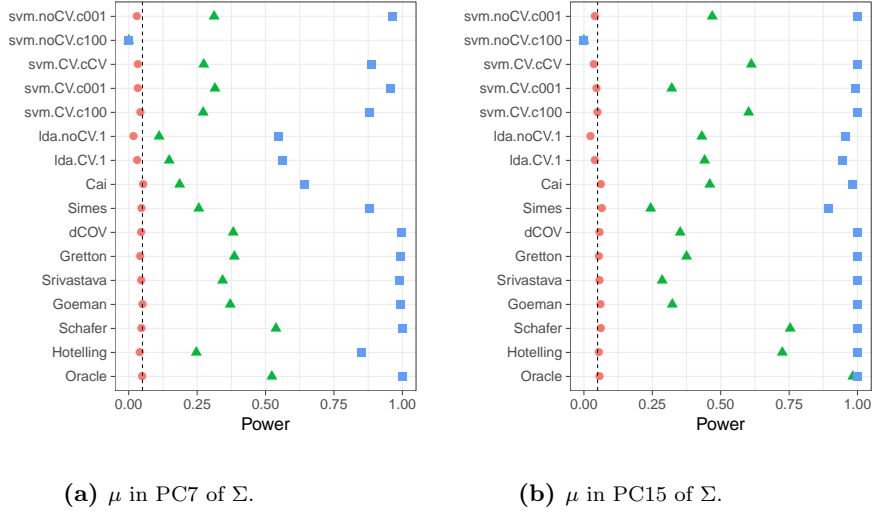 svm.noCV.c001
svm.noCV.c100
svm.CV.cCV
svm.CV.c001
svm.CV.c100
lda.noCV.1
lda.CV.1
Cai
Simes
dCOV
Gretton
Srivastava
Goeman
Schafer
Hotelling
Oracle
0.00 0.25 0.50 0.75 1.00
Power
(a) μ in PC7 of Σ.
svm.noCV.c001
svm.noCV.c100
svm.CV.cCV
svm.CV.c001
svm.CV.c100
lda.noCV.1
lda.CV.1
Cai
Simes
dCOV
Gretton
Srivastava
Goeman
Schafer
Hotelling
Oracle
0.00 0.25 0.50 0.75 1.00
Power
(b) μ in PC15 of Σ.